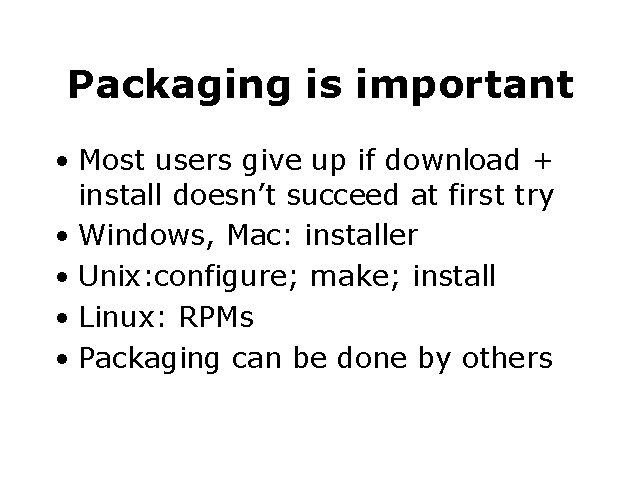 Packaging is important
• Most users give up if download +
install doesn’t succeed at first try
• Windows, Mac: installer
• Unix:configure; make; install
• Linux: RPMs
• Packaging can be done by others